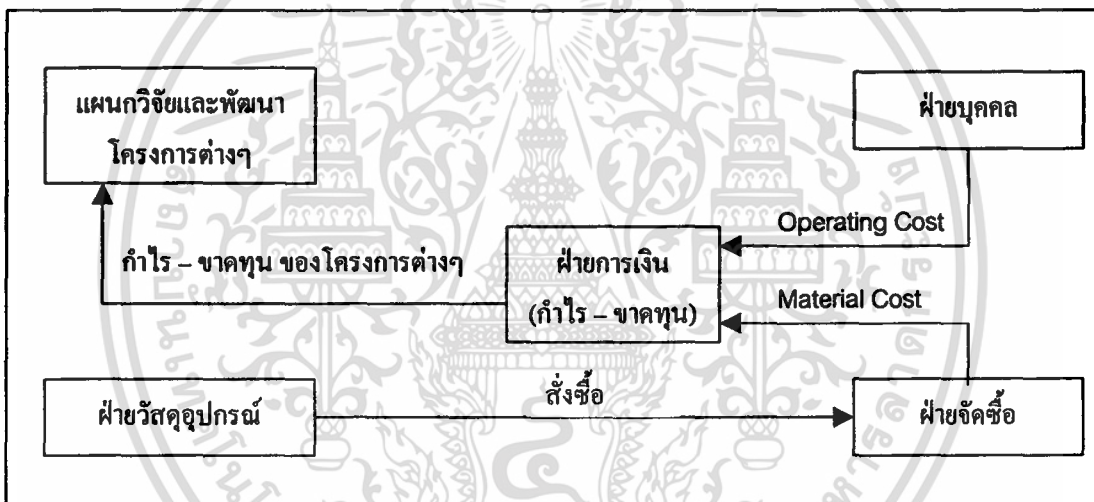 แผนกวิจัยและพัฒนา
โครงการต่างๆ
ฝ่ายบุคคล
Operating Cost
กำไร – ขาดทุน ของโครงการต่างๆ
ฝ่ายการเงิน
(กำไร – ขาดทุน)
Material Cost
สั่งซื้อ
ฝ่ายวัสดุอุปกรณ์
ฝ่ายจัดซื้อ